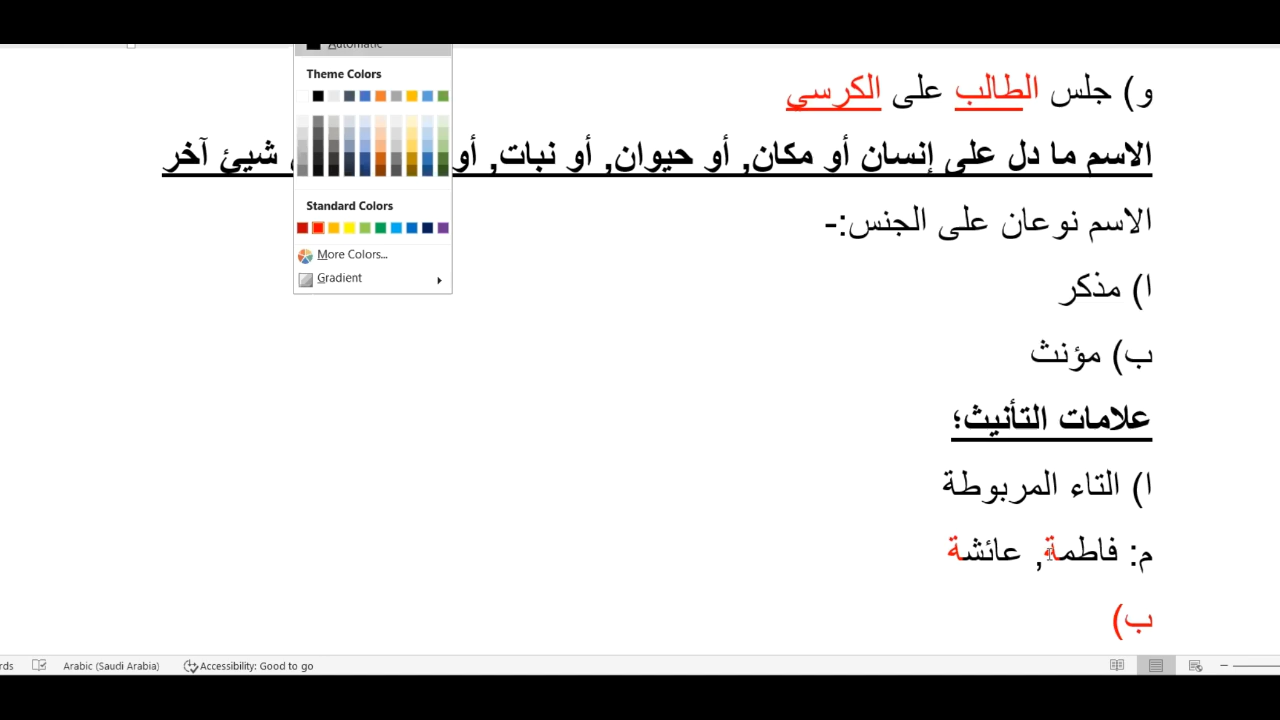 Automatic
Theme Colors
Standard Colors
More Colors...
Gradient
و) جلس الطالب على الكرسي
الاسم ما دل على إنسان أو مكان, أو حيوان, أو نبات, أو شيئ آخر
الاسم نوعان على الجنس:-
ا) مذكر
ب) مؤنث
علامات التأنيث؛
ا) التاء المربوطة
م: فاطمة, عائشة
ب)
rds Arabic (Saudi Arabia) Accessibility: Good to go